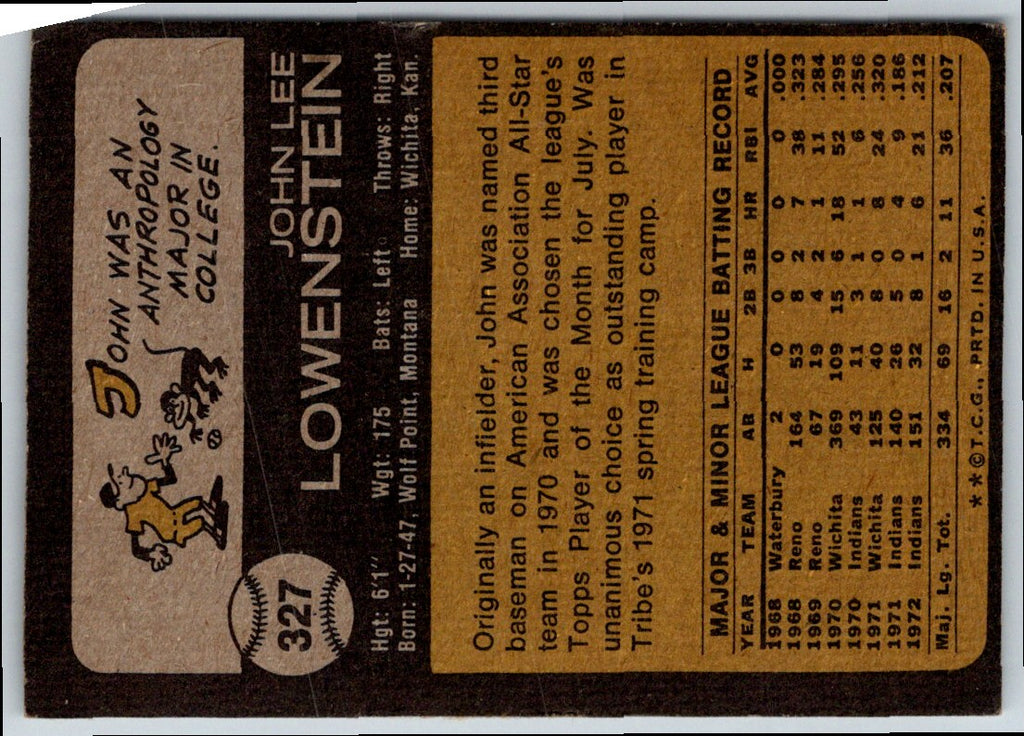 JOHN WAS AN
ANTHROPOLOGY
MAJOR IN
COLLEGE.
327
JOHN LEE
LOWENSTEIN
Hgt: 6'1" Wgt: 175 Bats: Left Throws: Right
Born: 1-27-47, Wolf Point, Montana Home: Wichita, Kan.
Originally an infielder, John was named third
baseman on American Association All-Star
team in 1970 and was chosen the league's
Topps Player of the Month for July. Was
unanimous choice as outstanding player in
Tribe's 1971 spring training camp.
MAJOR & MINOR LEAGUE BATTING RECORD
YEAR TEAM AB H 2B 3B HR RBI AVG
1968 Waterbury 2 0 0 0 0 0 .000
1968 Reno 164 53 8 2 7 38 .323
1969 Reno 67 19 4 2 1 11 .284
1970 Wichita 369 109 15 6 18 52 .295
1970 Indians 43 11 3 1 1 6 .256
1971 Wichita 125 40 8 0 8 24 .320
1971 Indians 140 26 5 0 4 9 .186
1972 Indians 151 32 8 1 6 21 .212
Maj. Lg. Tot. 334 69 16 2 11 36 .207
**©T.C.G., PRTD. IN U.S.A.